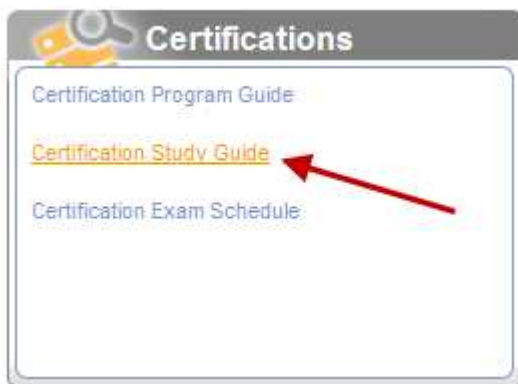 Certifications
Certification Program Guide
Certification Study Guide
Certification Exam Schedule